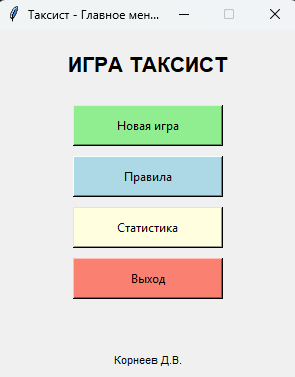 Таксист - Главное мен...
ИГРА ТАКСИСТ
Новая игра
Правила
Статистика
Выход
Корнеев Д.В.